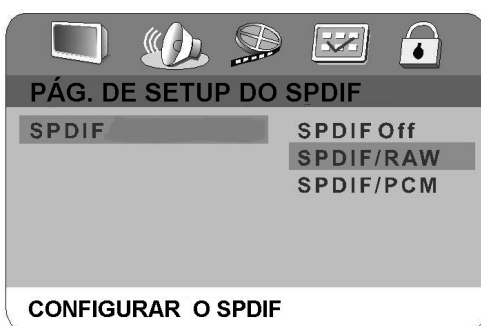 PÁG. DE SETUP DO SPDIF
SPDIF
SPDIF Off
SPDIF/RAW
SPDIF/PCM
CONFIGURAR O SPDIF